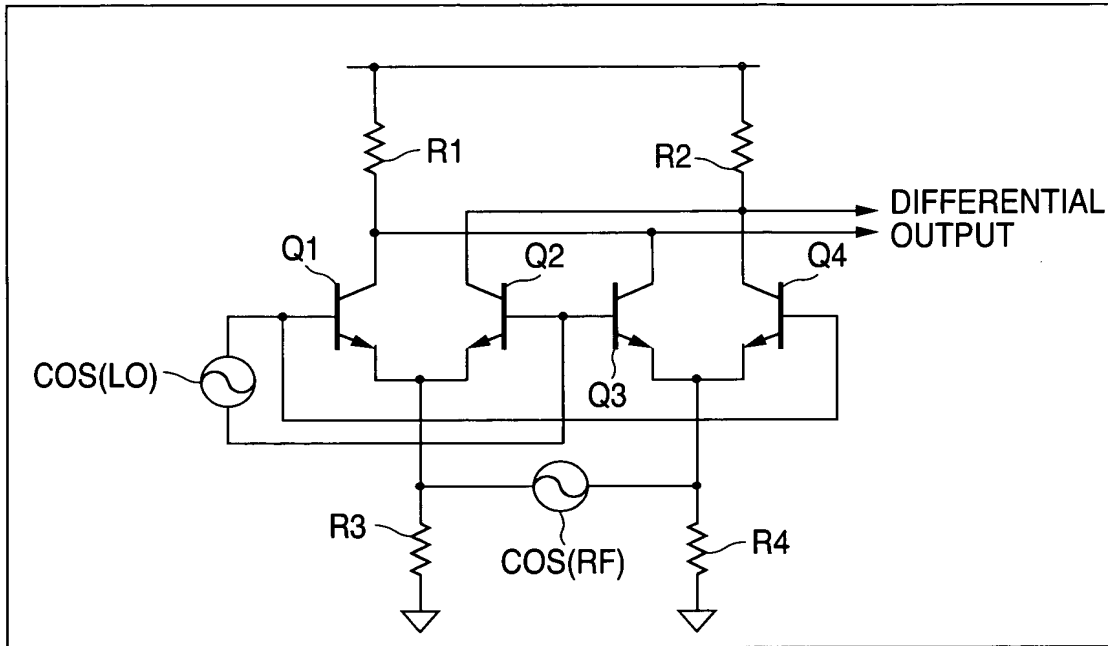 R1
R2
DIFFERENTIAL
OUTPUT
Q1
Q2
Q4
COS(LO)
Q3
R3
COS(RF)
R4